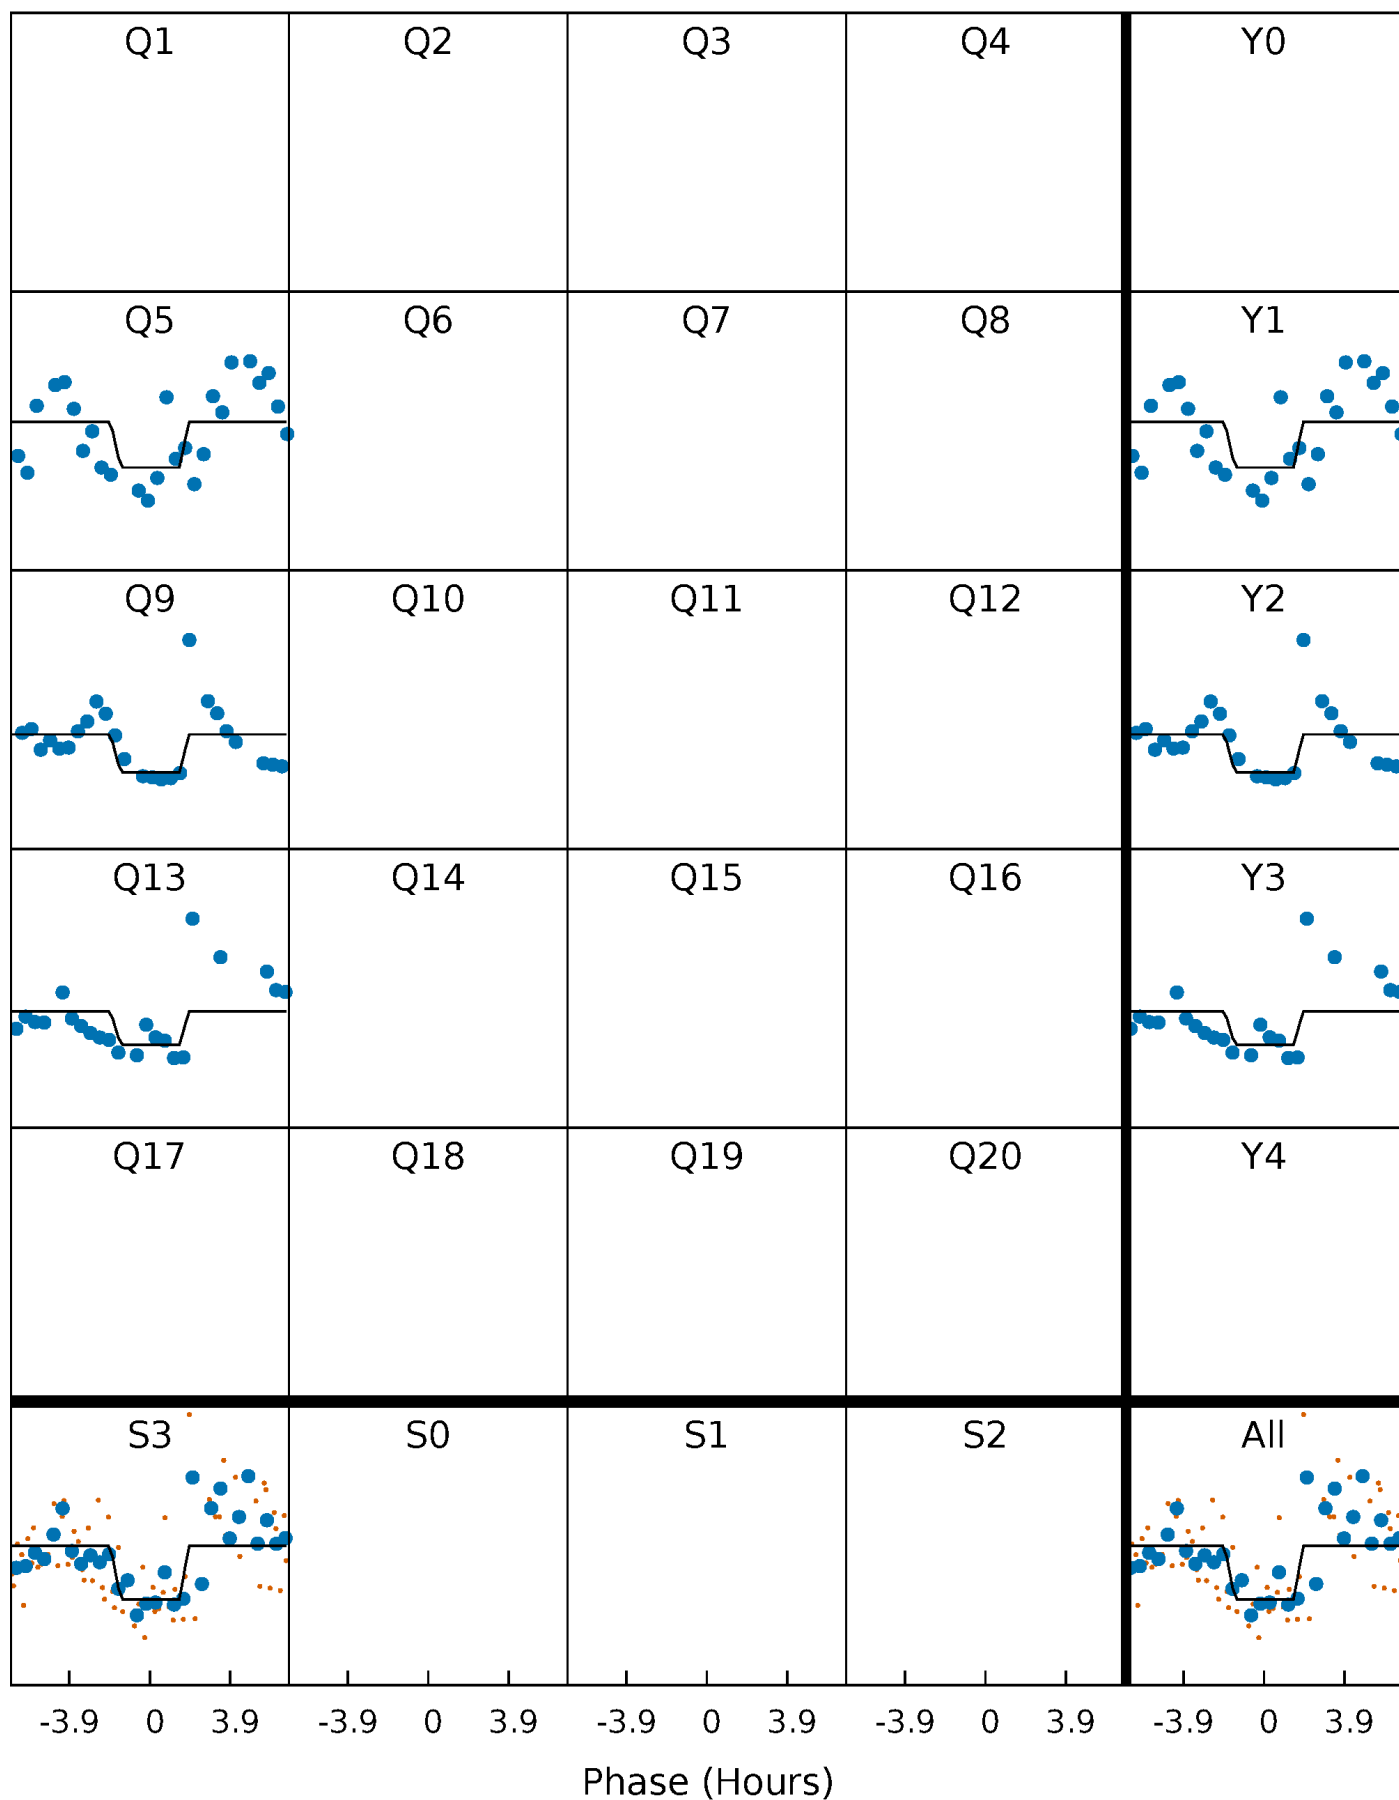 Q1 Q2 Q3 Q4 Y0
Q5 Q6 Q7 Q8 Y1
Q9 Q10 Q11 Q12 Y2
Q13 Q14 Q15 Q16 Y3
Q17 Q18 Q19 Q20 Y4
S3 S0 S1 S2 All
-3.9 0 3.9 -3.9 0 3.9 -3.9 0 3.9 -3.9 0 3.9 -3.9 0 3.9
Phase (Hours)